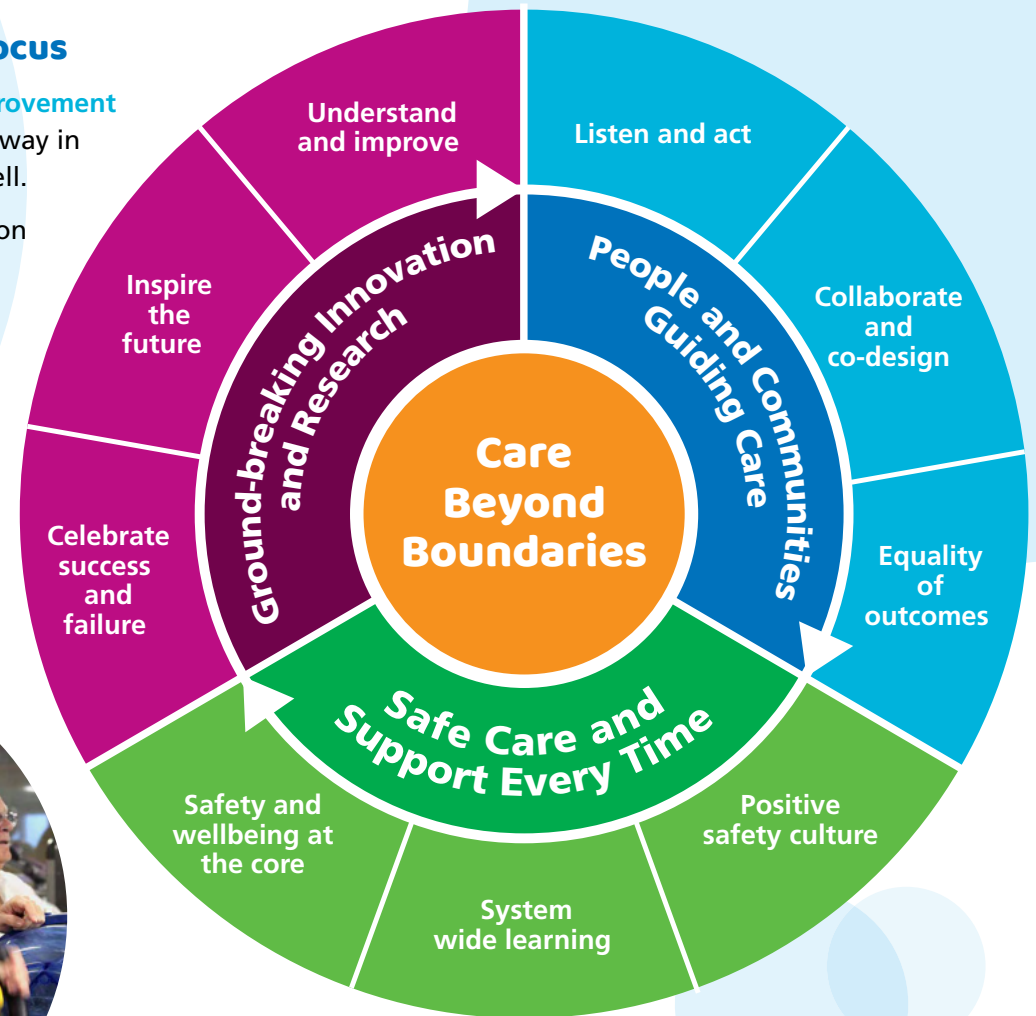 ocus
rovement
way in
ell.
on
Understand
and improve
Listen and act
Inspire
the
future
Collaborate
and
co-design
Ground-breaking Innovation
and Research
People and Communities
Guiding Care
Care
Beyond
Boundaries
Celebrate
success
and
failure
Equality
of
outcomes
Safe Care and
Support Every Time
Safety and
wellbeing at
the core
Positive
safety culture
System
wide learning